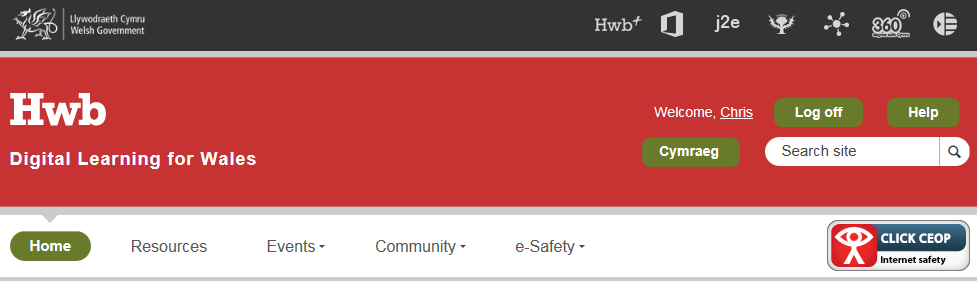 Llywodraeth Cymru
Welsh Government
Hwb+
j2e
360°
Hwb
Welcome, Chris
Log off
Help
Digital Learning for Wales
Cymraeg
Search site
Home
Resources
Events
Community
e-Safety
CLICK CEOP
Internet safety